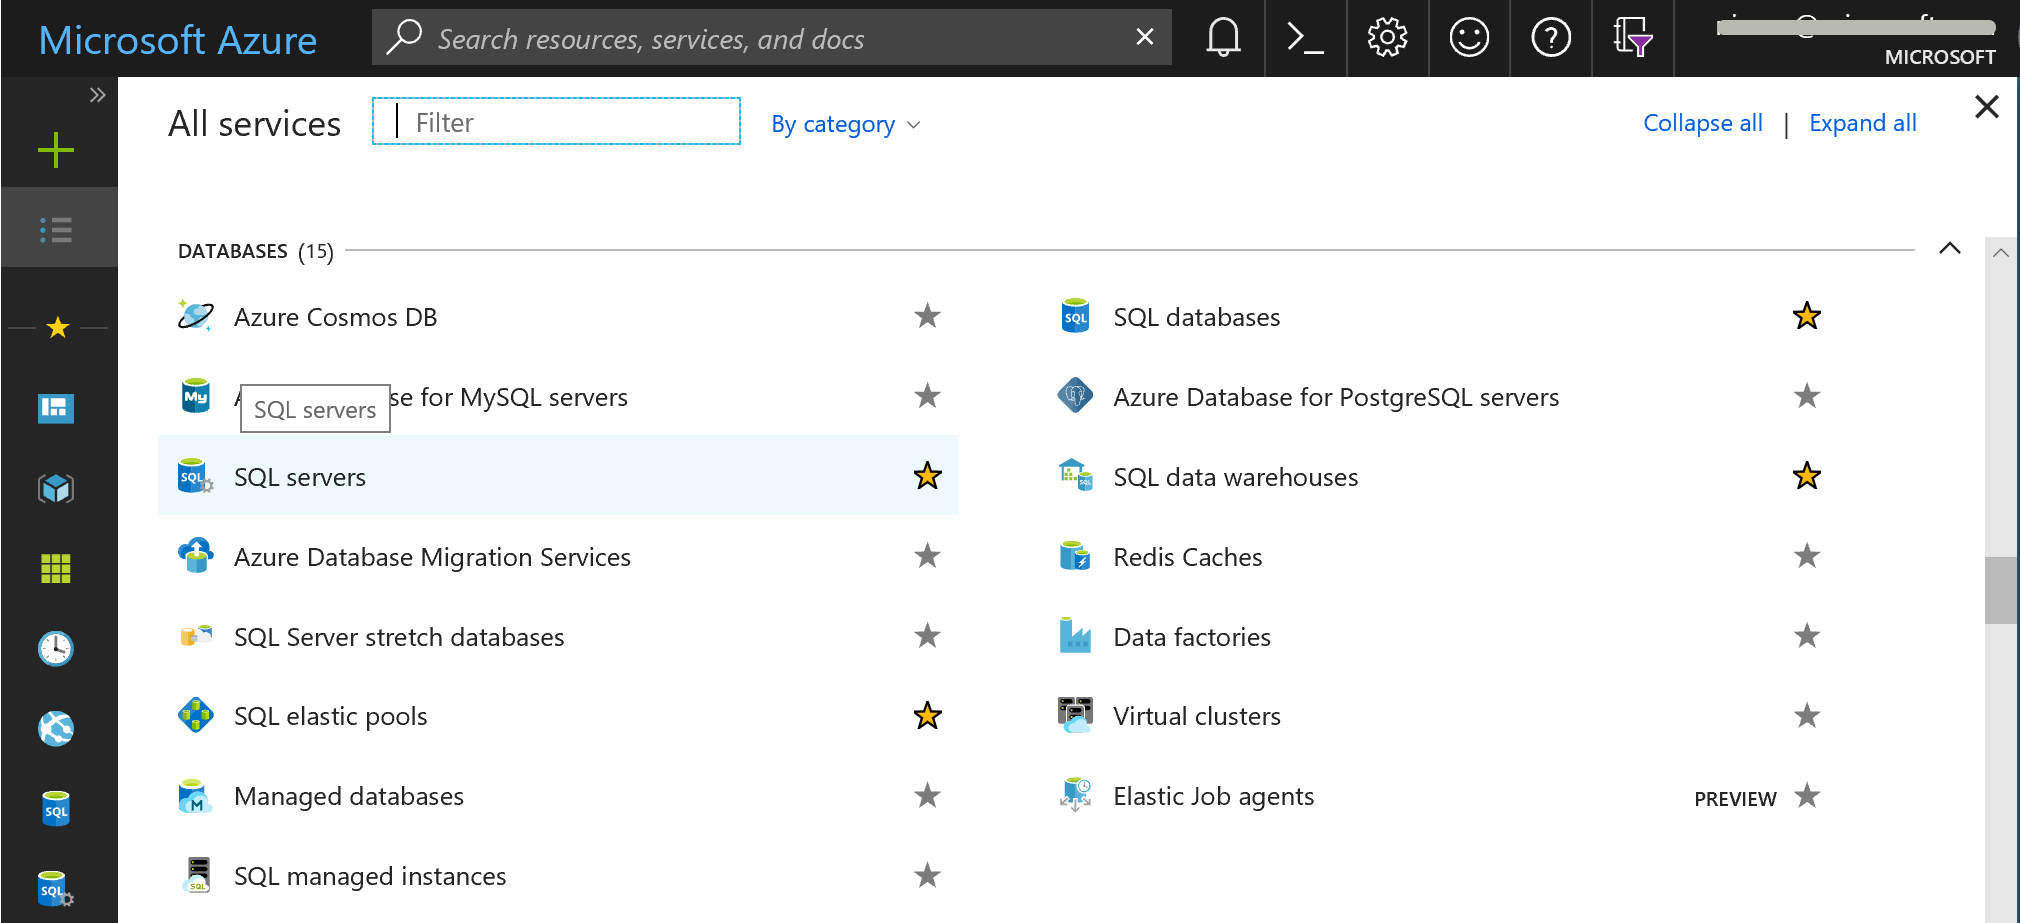 Microsoft Azure
Search resources, services, and docs
MICROSOFT
All services
Filter
By category
Collapse all | Expand all
DATABASES (15)
Azure Cosmos DB
SQL databases
se for MySQL servers
SQL servers
Azure Database for PostgreSQL servers
SQL servers
SQL data warehouses
Azure Database Migration Services
Redis Caches
SQL Server stretch databases
Data factories
SQL elastic pools
Virtual clusters
Managed databases
Elastic Job agents
PREVIEW
SQL managed instances